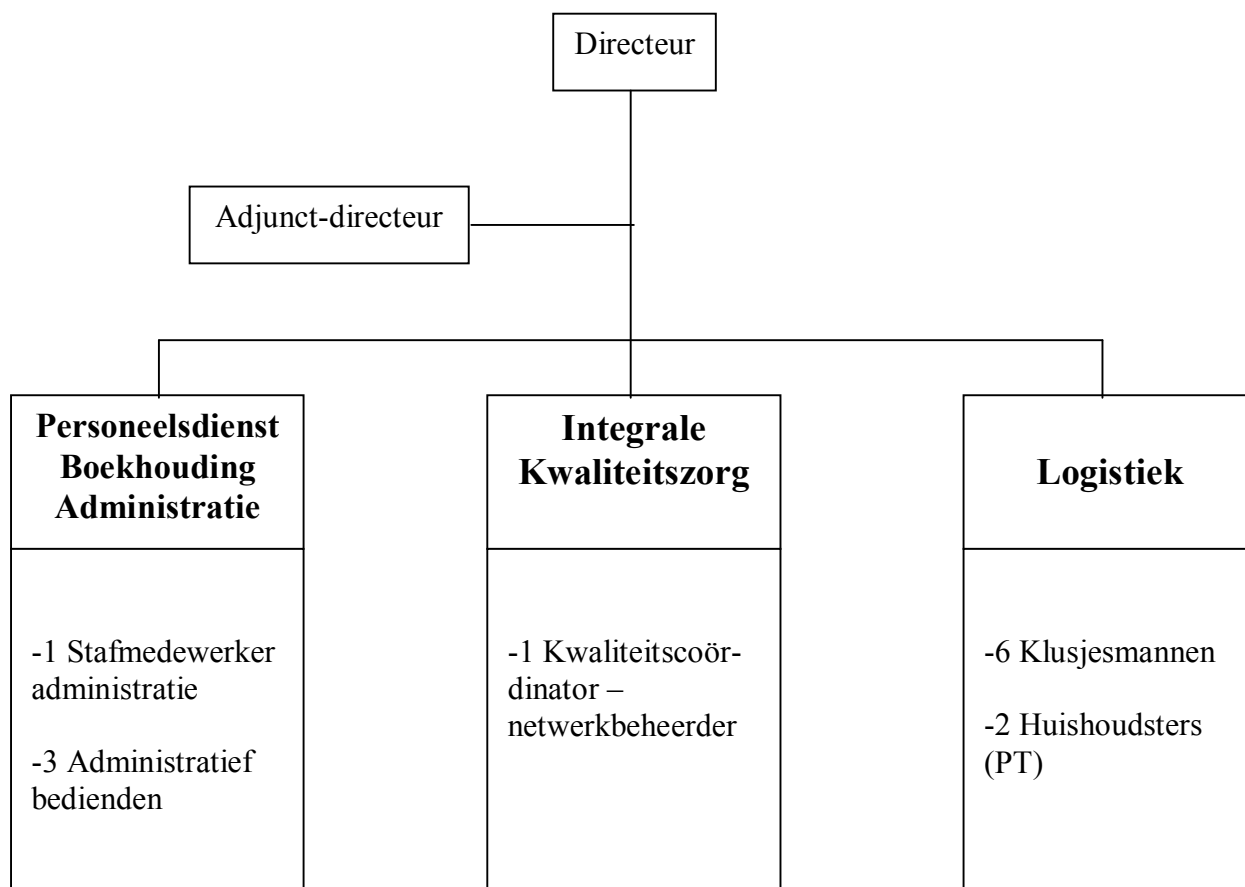 Directeur
Adjunct-directeur
Personeelsdienst
Boekhouding
Administratie
-1 Stafmedewerker
administratie
-3 Administratief
bedienden
Integrale
Kwaliteitszorg
-1 Kwaliteitscoör-
dinator –
netwerkbeheerder
Logistiek
-6 Klusjesmannen
-2 Huishoudsters
(PT)